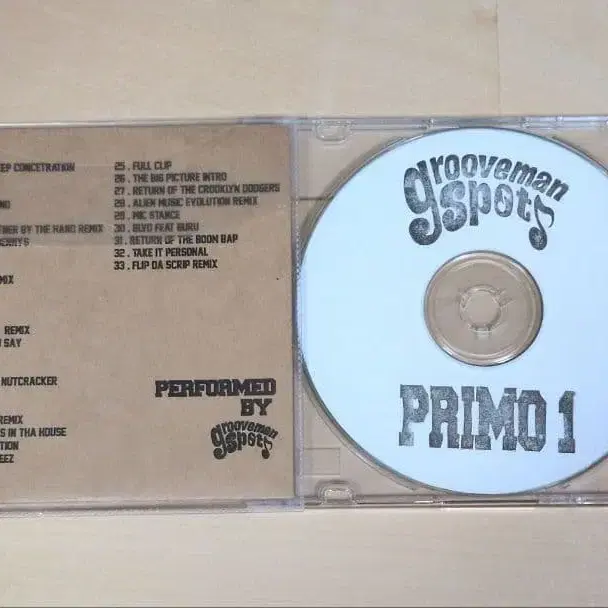 EEP CONCETRATION
ND
THER BY THE HAND REMIX
MIX
REMIX
SAY
NUTCRACKER
REMIX
S IN THA HOUSE
TION
EEZ
25 . FULL CLIP
26 . THE BIG PICTURE INTRO
27 . RETURN OF THE CROOKLYN DODGERS
28 . ALIEN MUSIC EVOLUTION REMIX
29 . MIC STANCE
30 . BLVD FEAT GURU
31 . RETURN OF THE BOOM BAP
32 . TAKE IT PERSONAL
33 . FLIP DA SCRIP REMIX
PERFORMED
BY
grooveman
spot
grooveman
spot
PRIMO 1